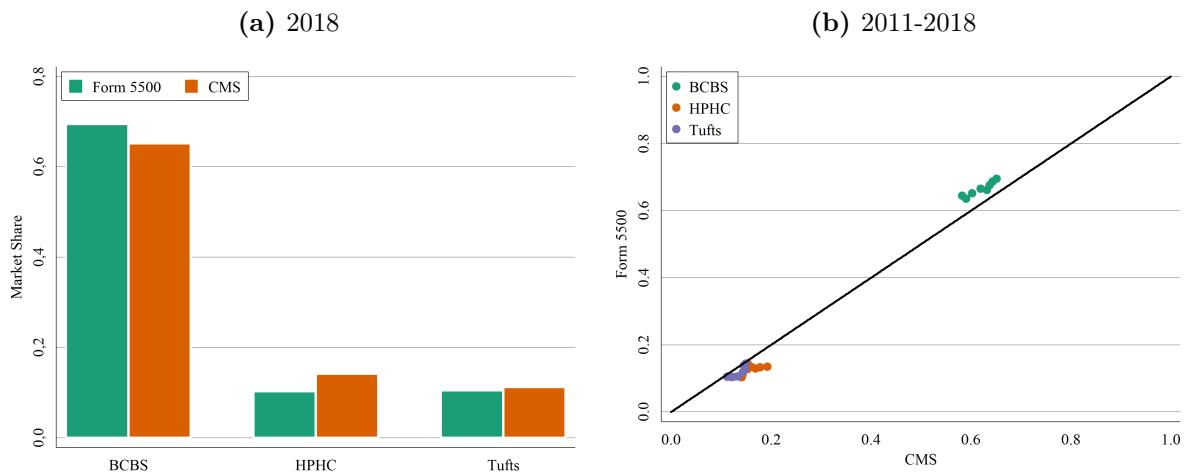 (a) 2018
0,8
0,6
0,4
0,2
0,0
Market Share
Form 5500
CMS
BCBS
HPHC
Tufts
(b) 2011-2018
1.0
0.8
0.6
0.4
0.2
0.0
Form 5500
BCBS
HPHC
Tufts
0.0
0.2
0.4
0.6
0.8
1.0
CMS